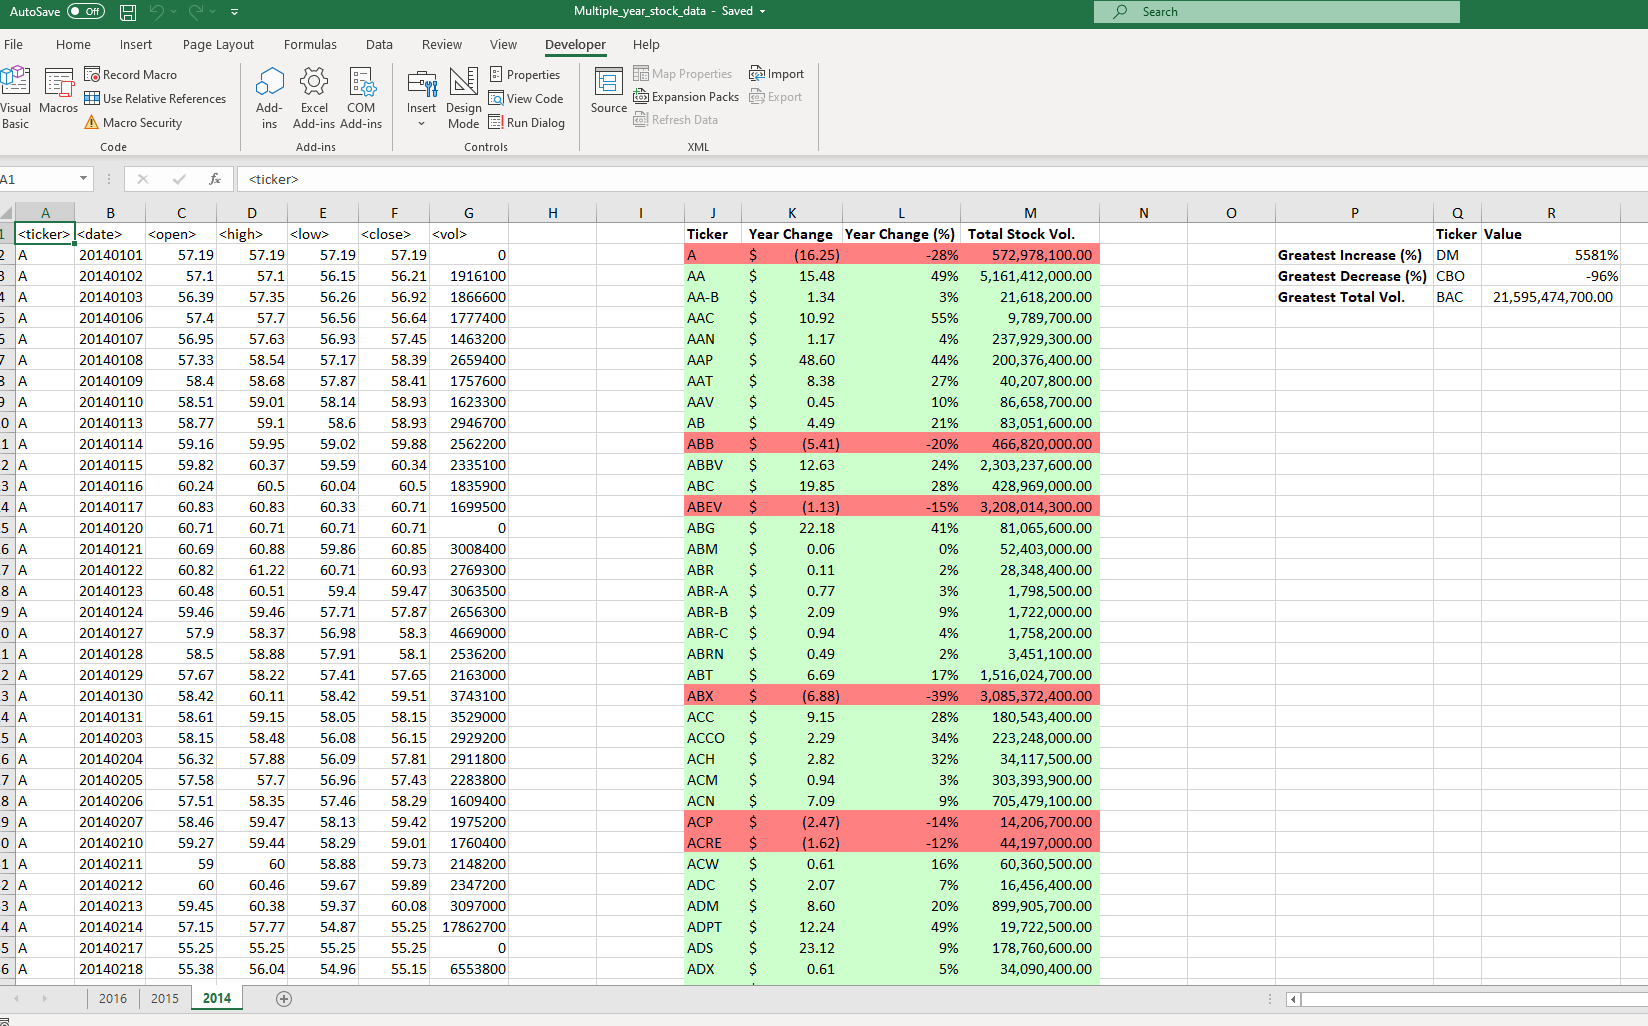 AutoSave Off Multiple_year_stock_data - Saved Search
File Home Insert Page Layout Formulas Data Review View Developer Help
Visual Basic
Macros
Record Macro
Use Relative References
Macro Security
Code
Add-ins
Excel Add-ins
COM Add-ins
Add-ins
Insert
Design Mode
Properties
View Code
Run Dialog
Controls
Source
Map Properties
Expansion Packs
Refresh Data
Import
Export
XML
A1 fx <ticker>
A B C D E F G H I J K L M N O P Q R
1 <ticker> <date> <open> <high> <low> <close> <vol> Ticker Year Change Year Change (%) Total Stock Vol. Ticker Value
2 A 20140101 57.19 57.19 57.19 57.19 0 A $ (16.25) -28% 572,978,100.00 Greatest Increase (%) DM 5581%
3 A 20140102 57.1 57.1 56.15 56.21 1916100 AA $ 15.48 49% 5,161,412,000.00 Greatest Decrease (%) CBO -96%
4 A 20140103 56.39 57.35 56.26 56.92 1866600 AA-B $ 1.34 3% 21,618,200.00 Greatest Total Vol. BAC 21,595,474,700.00
5 A 20140106 57.4 57.7 56.56 56.64 1777400 AAC $ 10.92 55% 9,789,700.00
6 A 20140107 56.95 57.63 56.93 57.45 1463200 AAN $ 1.17 4% 237,929,300.00
7 A 20140108 57.33 58.54 57.17 58.39 2659400 AAP $ 48.60 44% 200,376,400.00
8 A 20140109 58.4 58.68 57.87 58.41 1757600 AAT $ 8.38 27% 40,207,800.00
9 A 20140110 58.51 59.01 58.14 58.93 1623300 AAV $ 0.45 10% 86,658,700.00
0 A 20140113 58.77 59.1 58.6 58.93 2946700 AB $ 4.49 21% 83,051,600.00
1 A 20140114 59.16 59.95 59.02 59.88 2562200 ABB $ (5.41) -20% 466,820,000.00
2 A 20140115 59.82 60.37 59.59 60.34 2335100 ABBV $ 12.63 24% 2,303,237,600.00
3 A 20140116 60.24 60.5 60.04 60.5 1835900 ABC $ 19.85 28% 428,969,000.00
4 A 20140117 60.83 60.83 60.33 60.71 1699500 ABEV $ (1.13) -15% 3,208,014,300.00
5 A 20140120 60.71 60.71 60.71 60.71 0 ABG $ 22.18 41% 81,065,600.00
6 A 20140121 60.69 60.88 59.86 60.85 3008400 ABM $ 0.06 0% 52,403,000.00
7 A 20140122 60.82 61.22 60.71 60.93 2769300 ABR $ 0.11 2% 28,348,400.00
8 A 20140123 60.48 60.51 59.4 59.47 3063500 ABR-A $ 0.77 3% 1,798,500.00
9 A 20140124 59.46 59.46 57.71 57.87 2656300 ABR-B $ 2.09 9% 1,722,000.00
0 A 20140127 57.9 58.37 56.98 58.3 4669000 ABR-C $ 0.94 4% 1,758,200.00
1 A 20140128 58.5 58.88 57.91 58.1 2536200 ABRN $ 0.49 2% 3,451,100.00
2 A 20140129 57.67 58.22 57.41 57.65 2163000 ABT $ 6.69 17% 1,516,024,700.00
3 A 20140130 58.42 60.11 58.42 59.51 3743100 ABX $ (6.88) -39% 3,085,372,400.00
4 A 20140131 58.61 59.15 58.05 58.15 3529000 ACC $ 9.15 28% 180,543,400.00
5 A 20140203 58.15 58.48 56.08 56.15 2929200 ACCO $ 2.29 34% 223,248,000.00
6 A 20140204 56.32 57.88 56.09 57.81 2911800 ACH $ 2.82 32% 34,117,500.00
7 A 20140205 57.58 57.7 56.96 57.43 2283800 ACM $ 0.94 3% 303,393,900.00
8 A 20140206 57.51 58.35 57.46 58.29 1609400 ACN $ 7.09 9% 705,479,100.00
9 A 20140207 58.46 59.47 58.13 59.42 1975200 ACP $ (2.47) -14% 14,206,700.00
0 A 20140210 59.27 59.44 58.29 59.01 1760400 ACRE $ (1.62) -12% 44,197,000.00
1 A 20140211 59 60 58.88 59.73 2148200 ACW $ 0.61 16% 60,360,500.00
2 A 20140212 60 60.46 59.67 59.89 2347200 ADC $ 2.07 7% 16,456,400.00
3 A 20140213 59.45 60.38 59.37 60.08 3097000 ADM $ 8.60 20% 899,905,700.00
4 A 20140214 57.15 57.77 54.87 55.25 17862700 ADPT $ 12.24 49% 19,722,500.00
5 A 20140217 55.25 55.25 55.25 55.25 0 ADS $ 23.12 9% 178,760,600.00
6 A 20140218 55.38 56.04 54.96 55.15 6553800 ADX $ 0.61 5% 34,090,400.00
2016 2015 2014